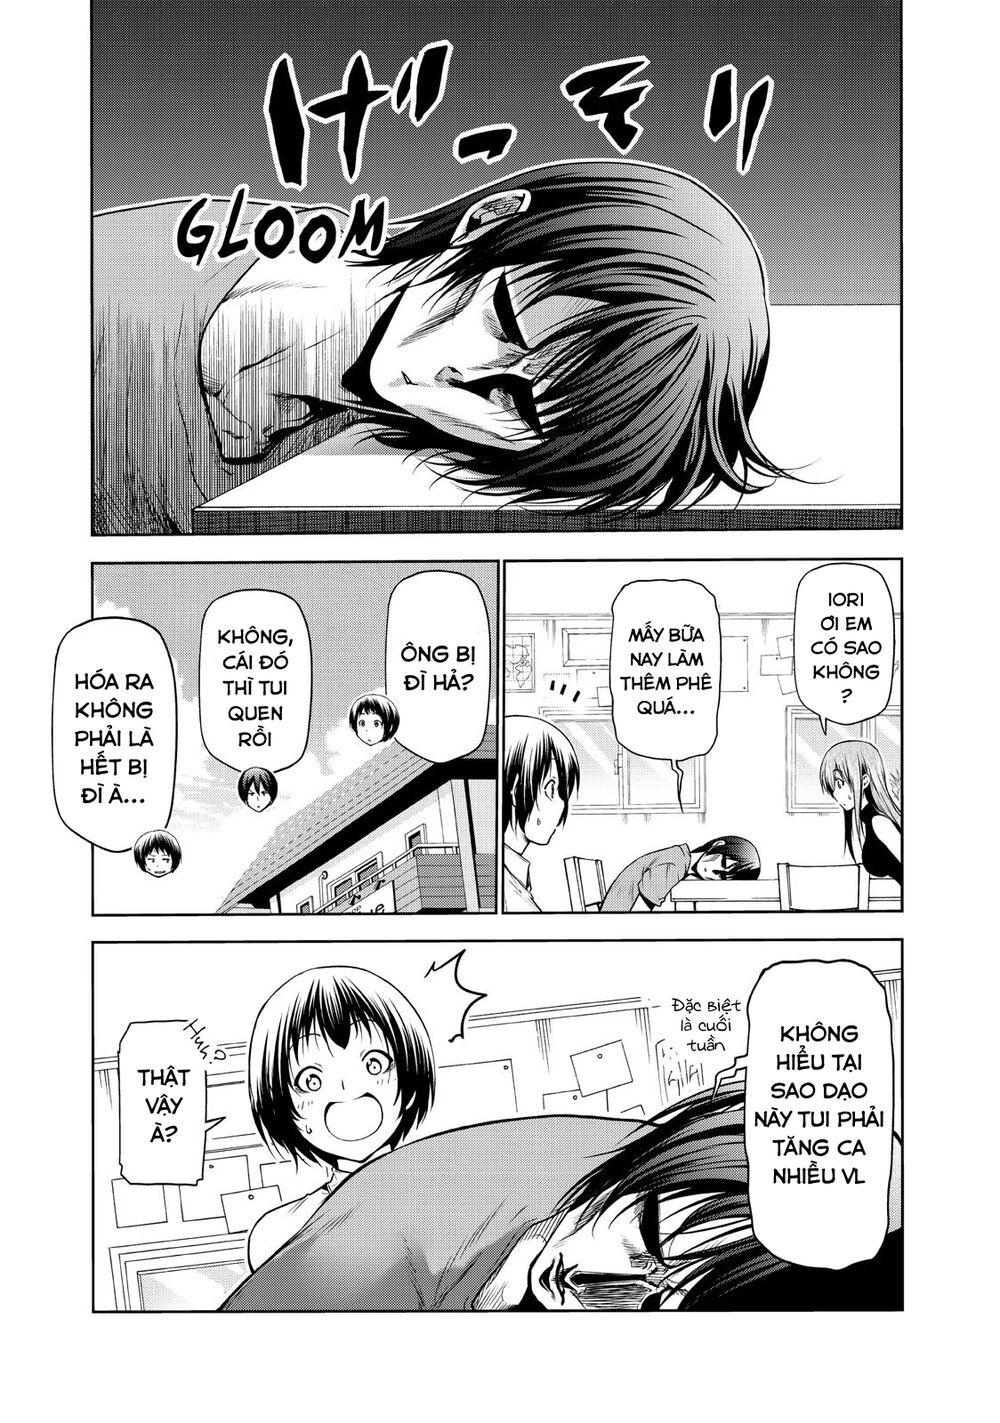 げっそり
GLOOM
IORI
ƠI EM
CÓ SAO
KHÔNG
?
MẤY BỮA
NAY LÀM
THÊM PHÊ
QUÁ...
ÔNG BỊ
ĐÌ HẢ?
KHÔNG,
CÁI ĐÓ
THÌ TUI
QUEN
RỒI
HÓA RA
KHÔNG
PHẢI LÀ
HẾT BỊ
ĐÌ À...
KHÔNG
HIỂU TẠI
SAO DẠO
NÀY TUI PHẢI
TĂNG CA
NHIỀU VL
Đặc biệt
là cuối
tuần
THẬT
VẬY
À?